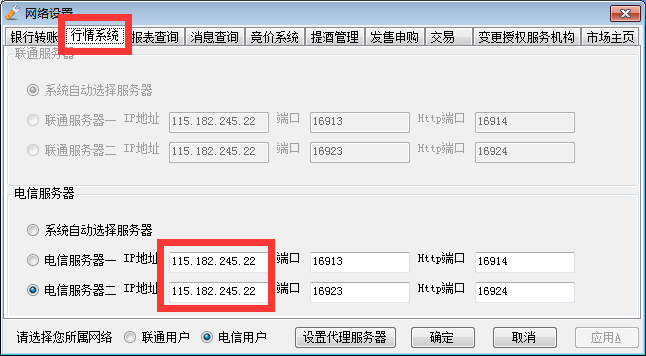 网络设置
银行转账 行情系统 报表查询 消息查询 竞价系统 提酒管理 发售申购 交易 变更授权服务机构 市场主页
联通服务器
系统自动选择服务器
联通服务器一 IP地址 115.182.245.22 端口 16913 Http端口 16914
联通服务器二 IP地址 115.182.245.22 端口 16923 Http端口 16924
电信服务器
系统自动选择服务器
电信服务器一 IP地址 115.182.245.22 端口 16913 Http端口 16914
电信服务器二 IP地址 115.182.245.22 端口 16923 Http端口 16924
请选择您所属网络 联通用户 电信用户 设置代理服务器 确定 取消 应用A